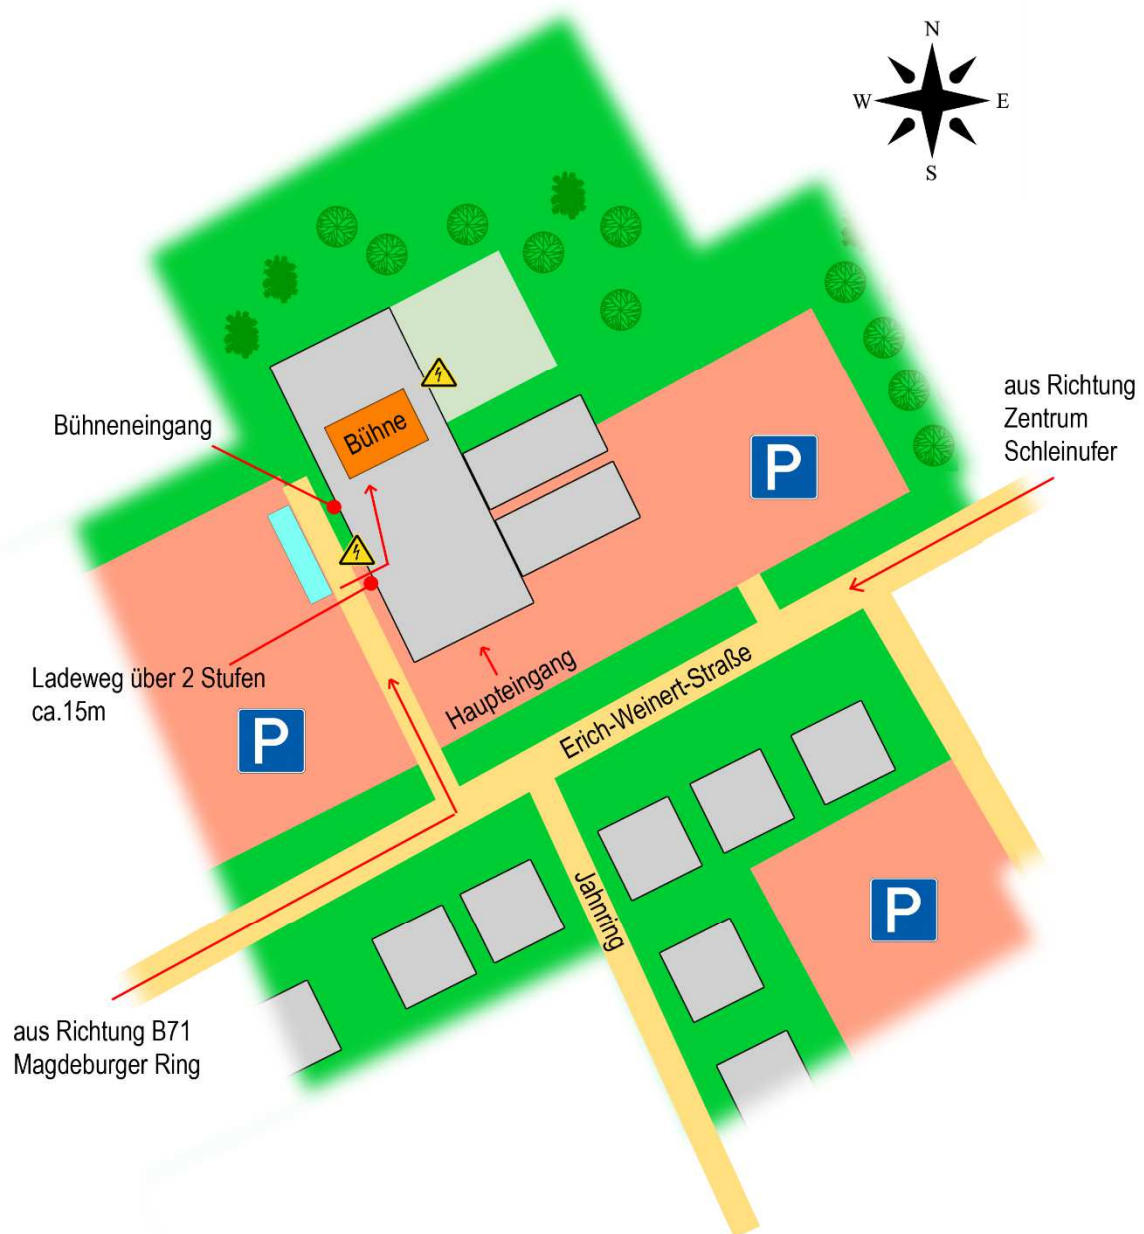 N
W E
S
aus Richtung
Zentrum
Schleinufer
Bühneneingang
Bühne
P
Ladeweg über 2 Stufen
ca.15m
P
Haupteingang
Erich-Weinert-Straße
Jahnring
P
aus Richtung B71
Magdeburger Ring